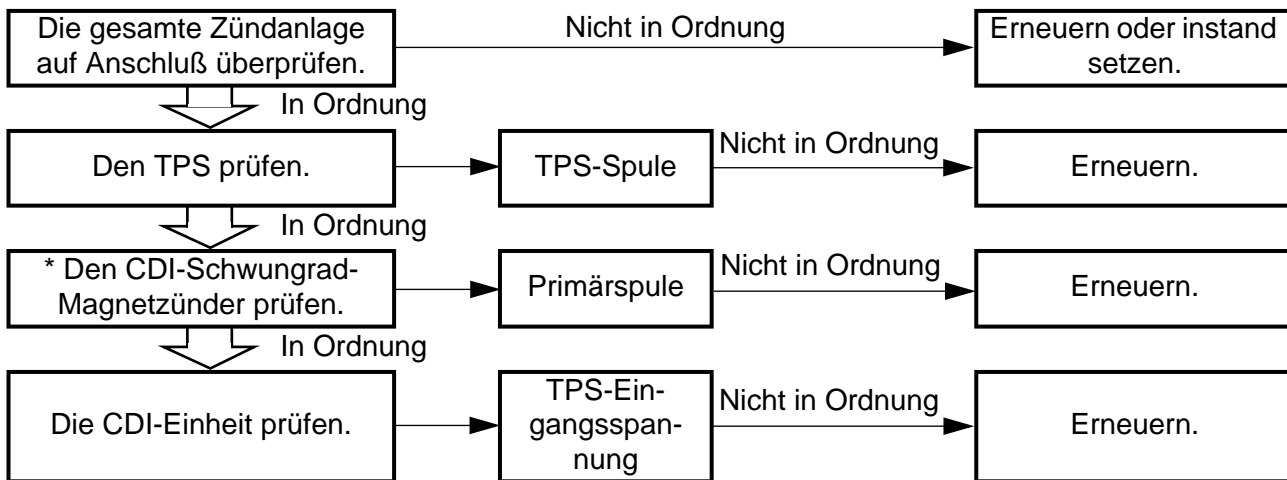 Die gesamte Zündanlage
auf Anschluß überprüfen.
Nicht in Ordnung
Erneuern oder instand
setzen.
In Ordnung
Den TPS prüfen.
TPS-Spule
Nicht in Ordnung
Erneuern.
In Ordnung
* Den CDI-Schwungrad-
Magnetzünder prüfen.
Primärspule
Nicht in Ordnung
Erneuern.
In Ordnung
Die CDI-Einheit prüfen.
TPS-Ein-
gangsspan-
nung
Nicht in Ordnung
Erneuern.